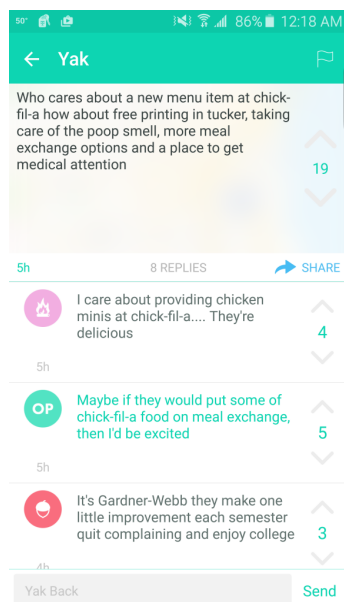 50°
86% 12:18 AM
Yak
Who cares about a new menu item at chick-
fil-a how about free printing in tucker, taking
care of the poop smell, more meal
exchange options and a place to get
medical attention
19
5h
8 REPLIES
SHARE
I care about providing chicken
minis at chick-fil-a.... They're
delicious
4
5h
OP
Maybe if they would put some of
chick-fil-a food on meal exchange,
then I'd be excited
5
5h
It's Gardner-Webb they make one
little improvement each semester
quit complaining and enjoy college
3
4h
Yak Back
Send